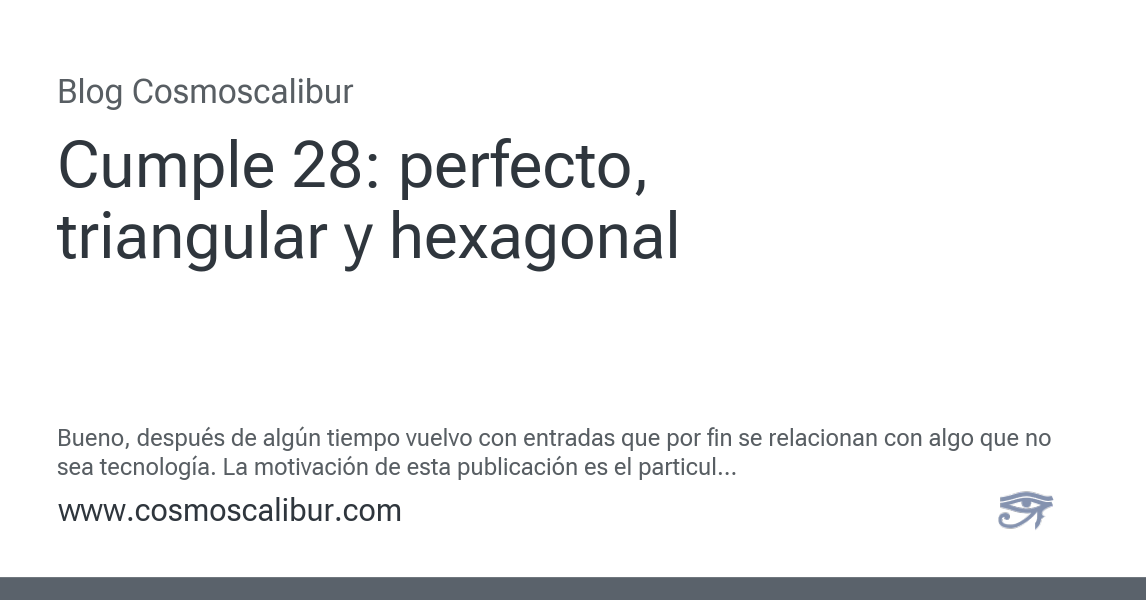 Blog Cosmoscalibur
Cumple 28: perfecto,
triangular y hexagonal
Bueno, después de algún tiempo vuelvo con entradas que por fin se relacionan con algo que no
sea tecnología. La motivación de esta publicación es el particul...
www.cosmoscalibur.com